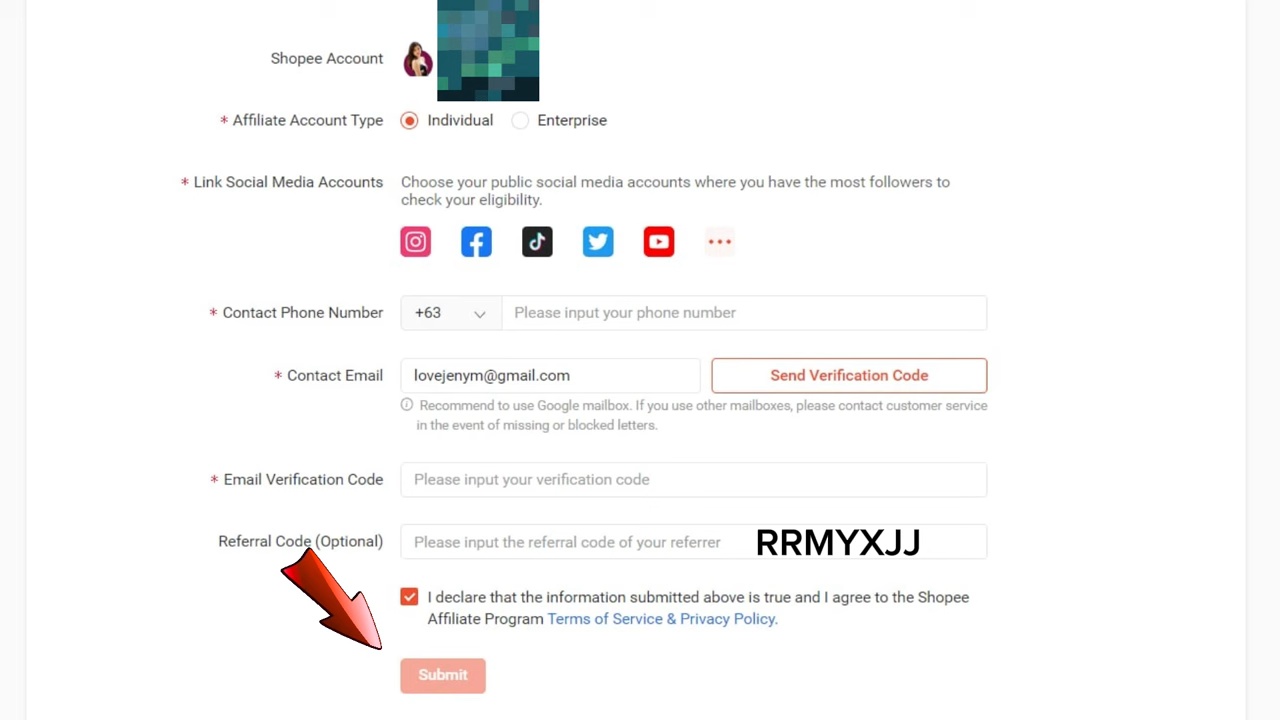 Shopee Account
* Affiliate Account Type Individual Enterprise
* Link Social Media Accounts Choose your public social media accounts where you have the most followers to
check your eligibility.
* Contact Phone Number +63 Please input your phone number
* Contact Email lovejenym@gmail.com Send Verification Code
Recommend to use Google mailbox. If you use other mailboxes, please contact customer service
in the event of missing or blocked letters.
* Email Verification Code Please input your verification code
Referral Code (Optional) Please input the referral code of your referrer RRMYXJJ
I declare that the information submitted above is true and I agree to the Shopee
Affiliate Program Terms of Service & Privacy Policy.
Submit